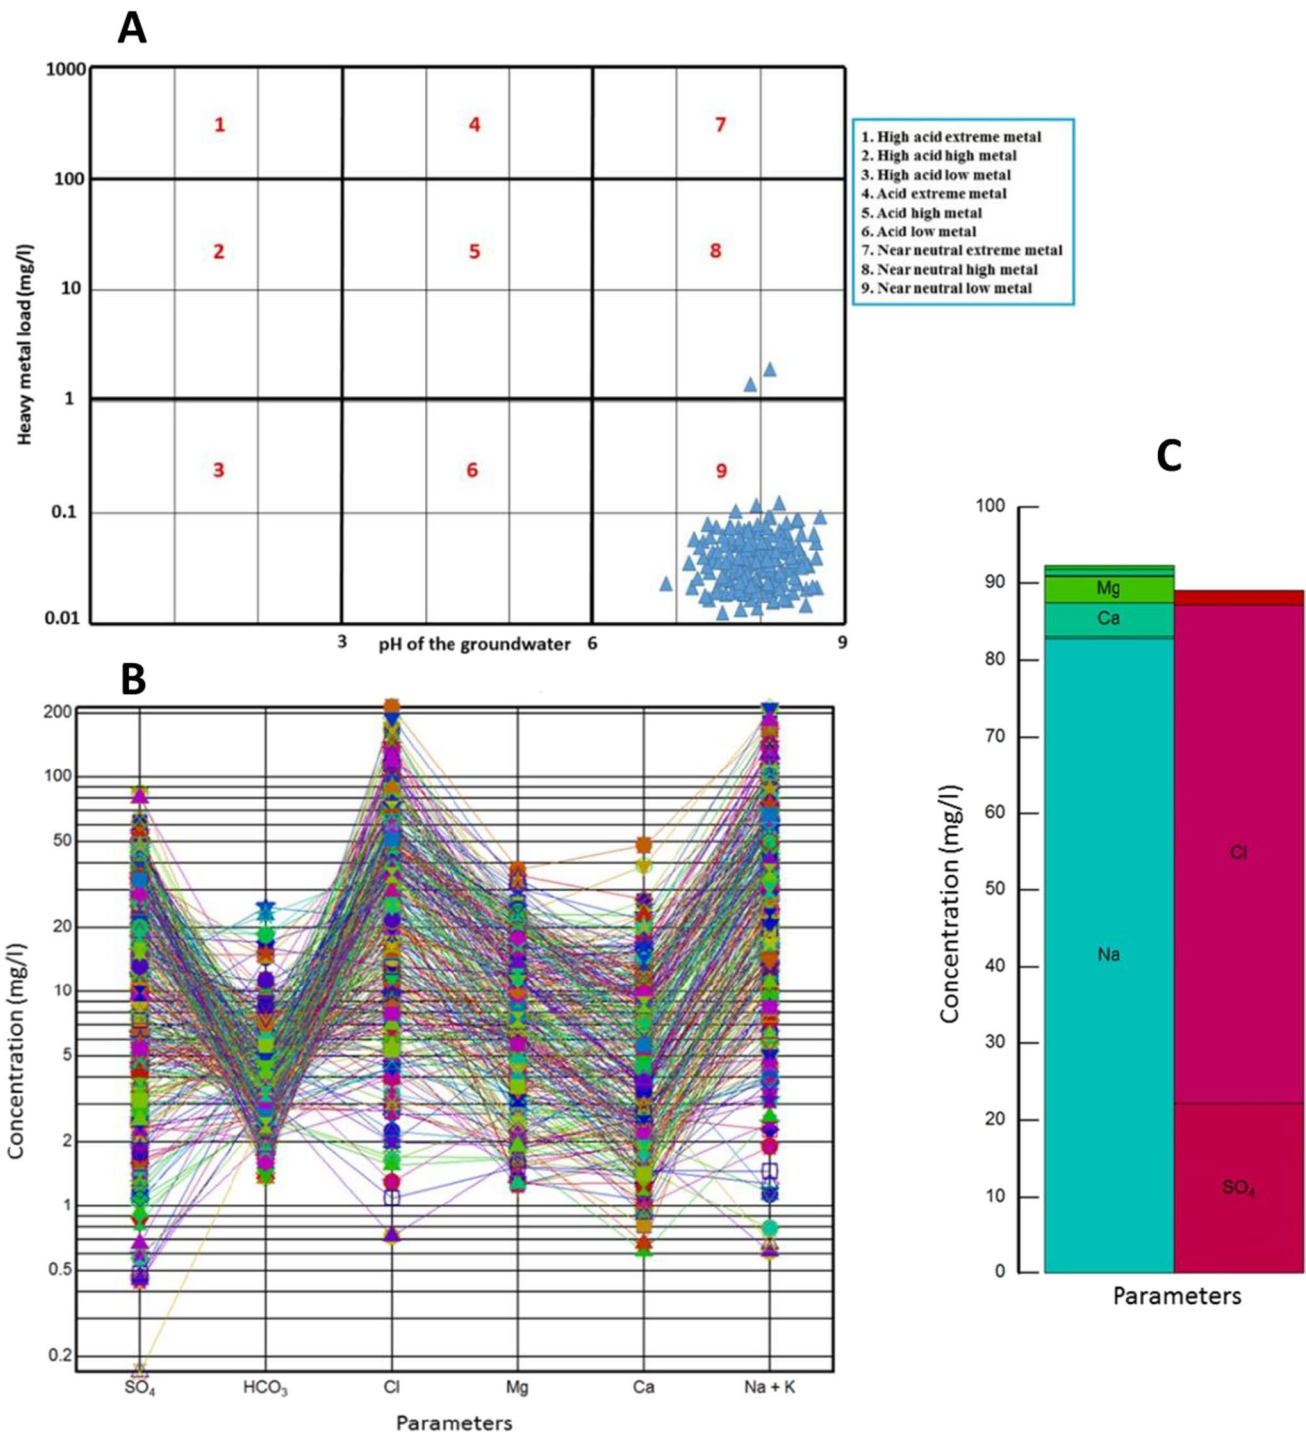 A
1000
100
10
1
0.1
0.01
Heavy metal load (mg/l)
1
4
7
2
5
8
3
6
9
3
pH of the groundwater
6
9
1. High acid extreme metal
2. High acid high metal
3. High acid low metal
4. Acid extreme metal
5. Acid high metal
6. Acid low metal
7. Near neutral extreme metal
8. Near neutral high metal
9. Near neutral low metal
B
200
100
50
20
10
5
2
1
0.5
0.2
Concentration (mg/l)
SO₄
HCO₃
Cl
Mg
Ca
Na + K
Parameters
C
100
90
80
70
60
50
40
30
20
10
0
Concentration (mg/l)
Mg
Ca
Na
Cl
SO₄
Parameters